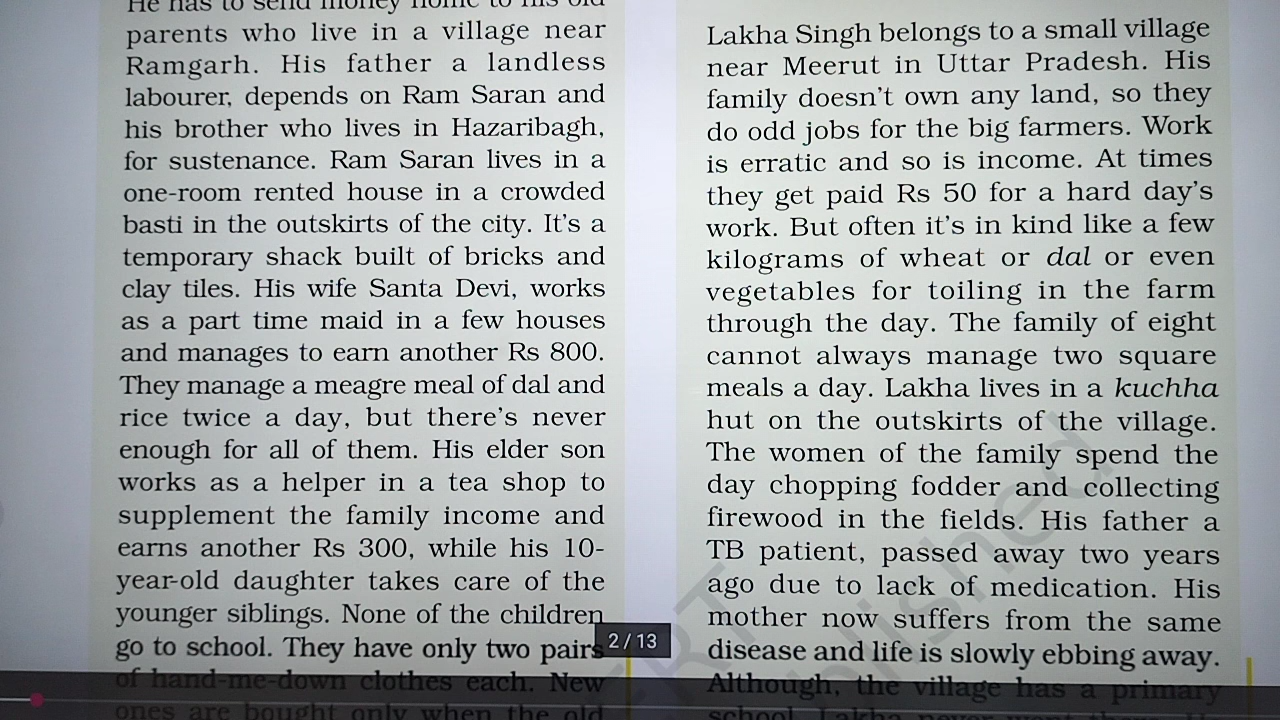 He has to send money home to his old
parents who live in a village near
Ramgarh. His father a landless
labourer, depends on Ram Saran and
his brother who lives in Hazaribagh,
for sustenance. Ram Saran lives in a
one-room rented house in a crowded
basti in the outskirts of the city. It's a
temporary shack built of bricks and
clay tiles. His wife Santa Devi, works
as a part time maid in a few houses
and manages to earn another Rs 800.
They manage a meagre meal of dal and
rice twice a day, but there's never
enough for all of them. His elder son
works as a helper in a tea shop to
supplement the family income and
earns another Rs 300, while his 10-
year-old daughter takes care of the
younger siblings. None of the children
go to school. They have only two pairs
of hand-me-down clothes each. New
ones are bought only when the old
Lakha Singh belongs to a small village
near Meerut in Uttar Pradesh. His
family doesn't own any land, so they
do odd jobs for the big farmers. Work
is erratic and so is income. At times
they get paid Rs 50 for a hard day's
work. But often it's in kind like a few
kilograms of wheat or dal or even
vegetables for toiling in the farm
through the day. The family of eight
cannot always manage two square
meals a day. Lakha lives in a kuchha
hut on the outskirts of the village.
The women of the family spend the
day chopping fodder and collecting
firewood in the fields. His father a
TB patient, passed away two years
ago due to lack of medication. His
mother now suffers from the same
disease and life is slowly ebbing away.
Although, the village has a primary
school, Lakha never
2 / 13